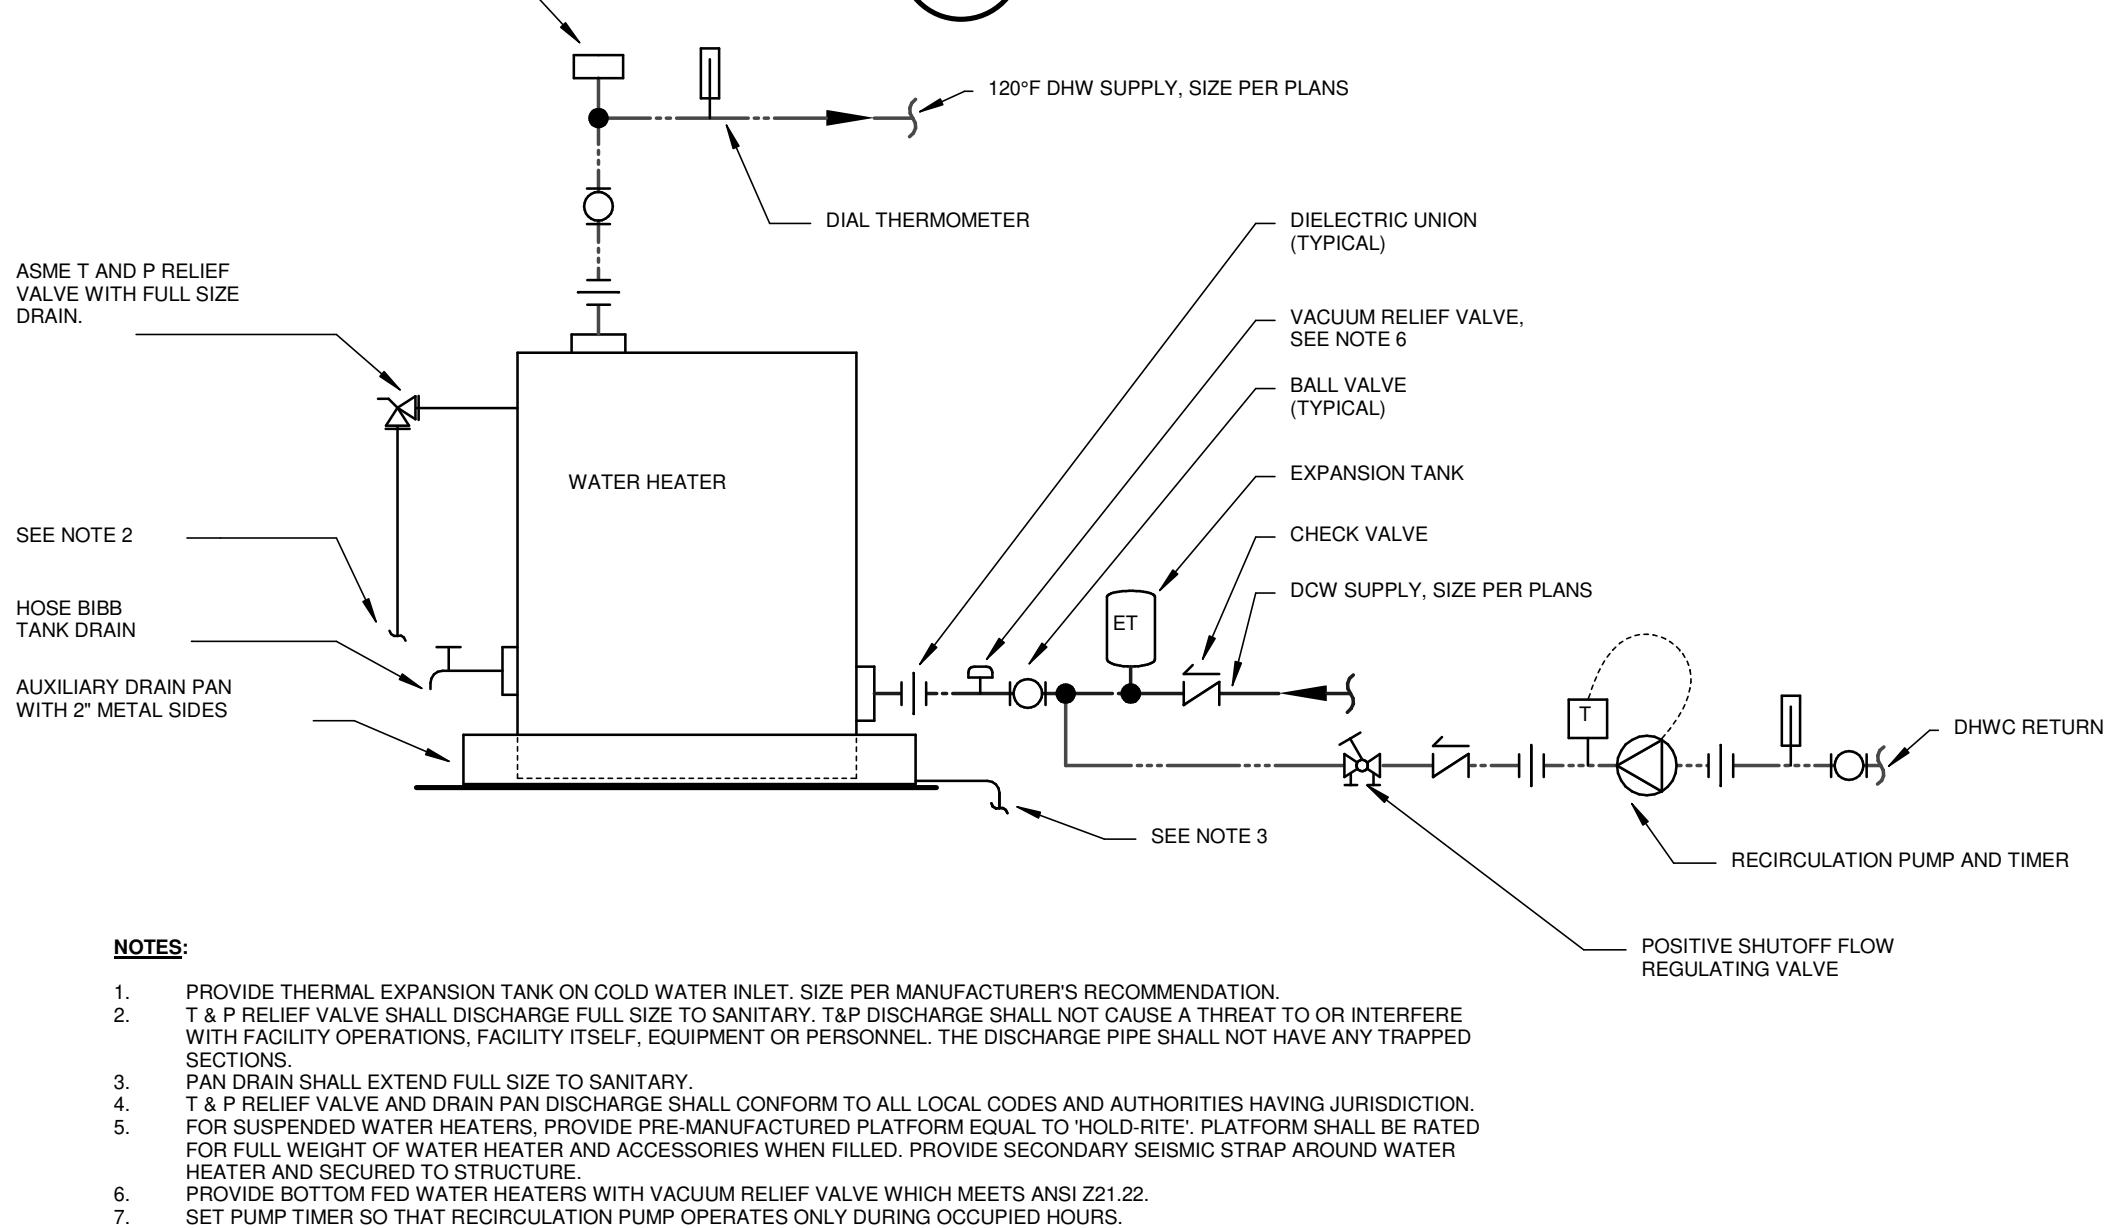 120°F DHW SUPPLY, SIZE PER PLANS
DIAL THERMOMETER
DIELECTRIC UNION
(TYPICAL)
ASME T AND P RELIEF
VALVE WITH FULL SIZE
DRAIN.
VACUUM RELIEF VALVE,
SEE NOTE 6
BALL VALVE
(TYPICAL)
WATER HEATER
EXPANSION TANK
SEE NOTE 2
CHECK VALVE
DCW SUPPLY, SIZE PER PLANS
HOSE BIBB
TANK DRAIN
ET
AUXILIARY DRAIN PAN
WITH 2" METAL SIDES
T
DHWC RETURN
SEE NOTE 3
RECIRCULATION PUMP AND TIMER
POSITIVE SHUTOFF FLOW
REGULATING VALVE
NOTES:
1. PROVIDE THERMAL EXPANSION TANK ON COLD WATER INLET. SIZE PER MANUFACTURER'S RECOMMENDATION.
2. T & P RELIEF VALVE SHALL DISCHARGE FULL SIZE TO SANITARY. T&P DISCHARGE SHALL NOT CAUSE A THREAT TO OR INTERFERE
WITH FACILITY OPERATIONS, FACILITY ITSELF, EQUIPMENT OR PERSONNEL. THE DISCHARGE PIPE SHALL NOT HAVE ANY TRAPPED
SECTIONS.
3. PAN DRAIN SHALL EXTEND FULL SIZE TO SANITARY.
4. T & P RELIEF VALVE AND DRAIN PAN DISCHARGE SHALL CONFORM TO ALL LOCAL CODES AND AUTHORITIES HAVING JURISDICTION.
5. FOR SUSPENDED WATER HEATERS, PROVIDE PRE-MANUFACTURED PLATFORM EQUAL TO 'HOLD-RITE'. PLATFORM SHALL BE RATED
FOR FULL WEIGHT OF WATER HEATER AND ACCESSORIES WHEN FILLED. PROVIDE SECONDARY SEISMIC STRAP AROUND WATER
HEATER AND SECURED TO STRUCTURE.
6. PROVIDE BOTTOM FED WATER HEATERS WITH VACUUM RELIEF VALVE WHICH MEETS ANSI Z21.22.
7. SET PUMP TIMER SO THAT RECIRCULATION PUMP OPERATES ONLY DURING OCCUPIED HOURS.